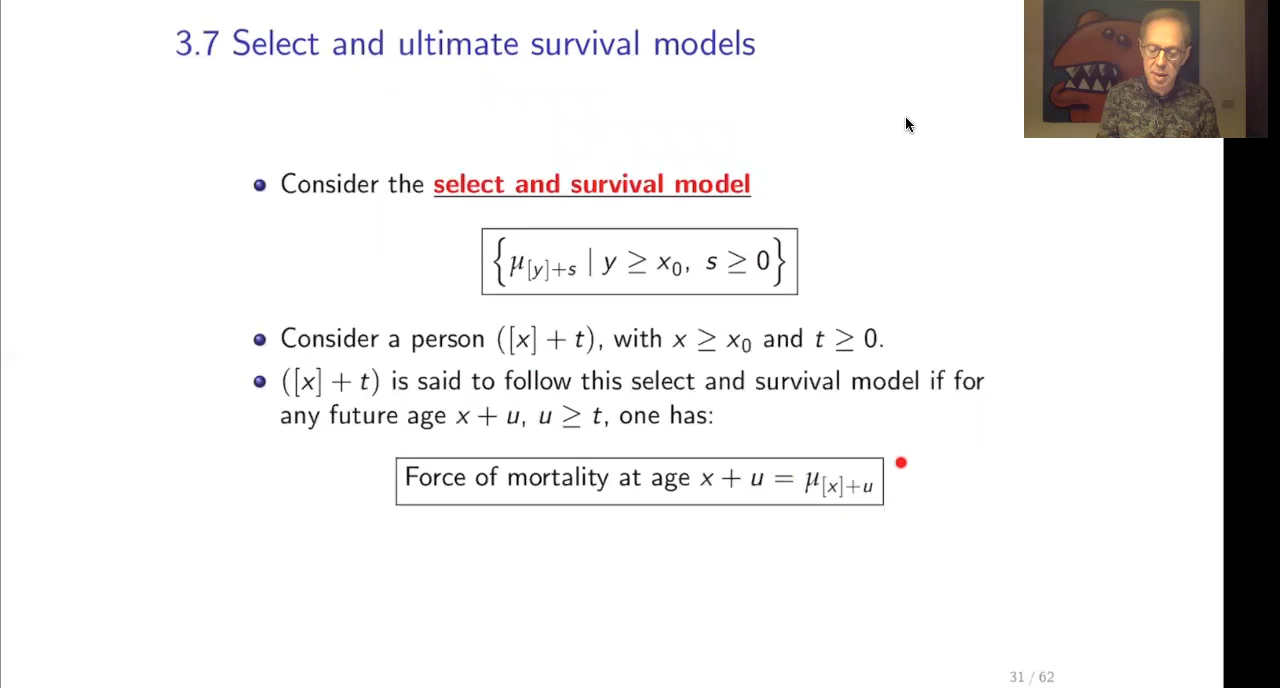 3.7 Select and ultimate survival models
Consider the select and survival model
{μ[y]+s | y ≥ x₀, s ≥ 0}
Consider a person ([x] + t), with x ≥ x₀ and t ≥ 0.
([x] + t) is said to follow this select and survival model if for
any future age x + u, u ≥ t, one has:
Force of mortality at age x + u = μ[x]+u
31 / 62